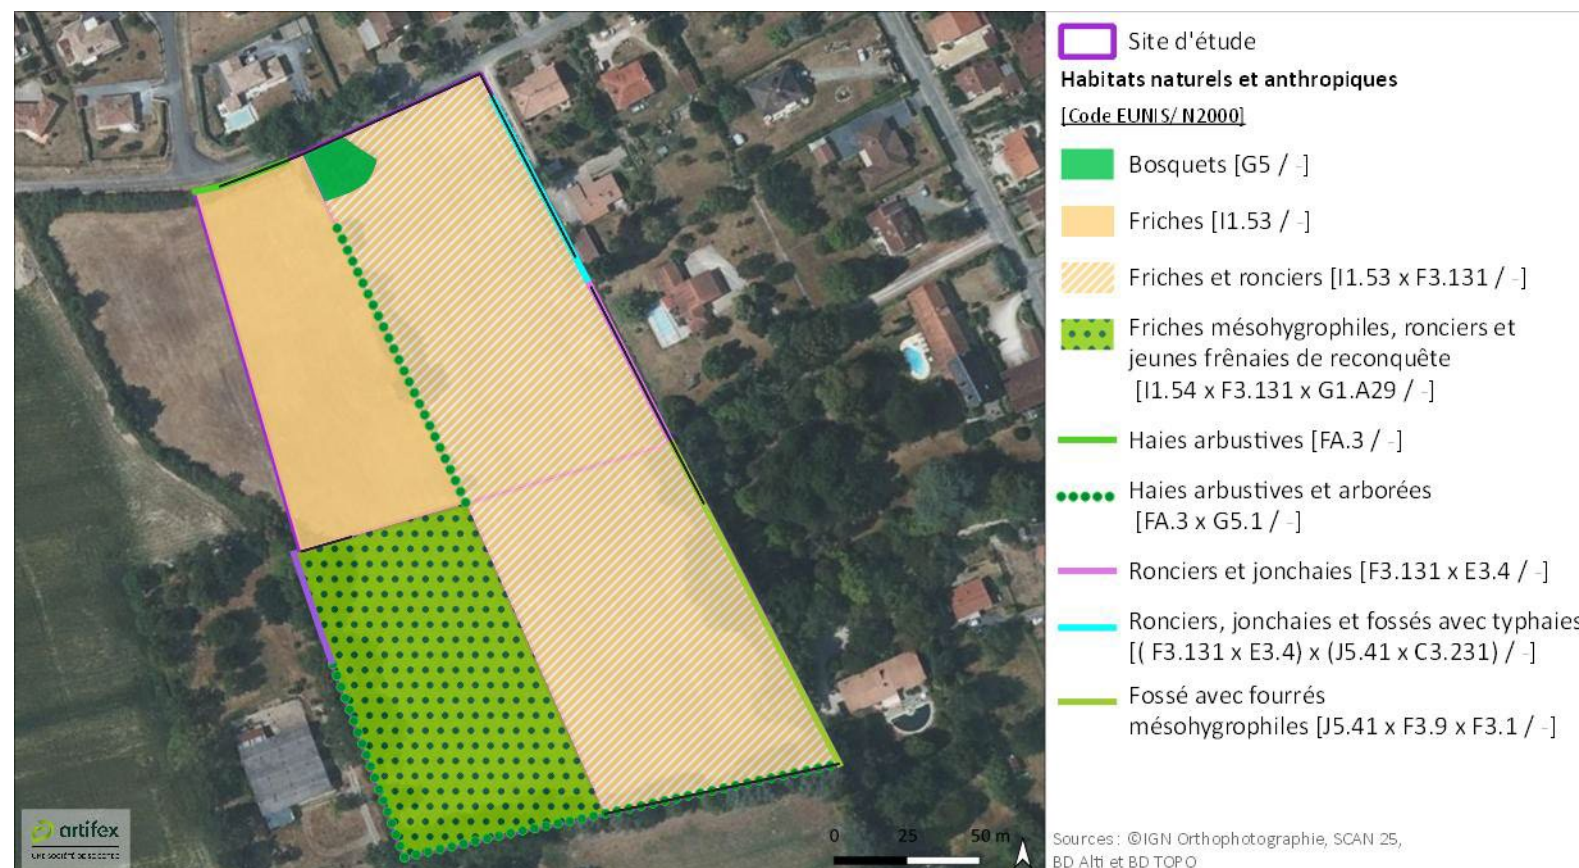 Site d'étude
Habitats naturels et anthropiques
[Code EUNIS/ N2000]
Bosquets [G5 / -]
Friches [I1.53 / -]
Friches et ronciers [I1.53 x F3.131 / -]
Friches mésohygrophiles, ronciers et
jeunes frênaies de reconquête
[I1.54 x F3.131 x G1.A29 / -]
Haies arbustives [FA.3 / -]
Haies arbustives et arborées
[FA.3 x G5.1 / -]
Ronciers et jonchaies [F3.131 x E3.4 / -]
Ronciers, jonchaies et fossés avec typhaies
[( F3.131 x E3.4) x (J5.41 x C3.231) / -]
Fossé avec fourrés
mésohygrophiles [J5.41 x F3.9 x F3.1 / -]
artifex
UNE SOCIÉTÉ DE SOCOTEC
0 25 50 m
Sources : ©IGN Orthophotographie, SCAN 25,
BD Alti et BD TOPO